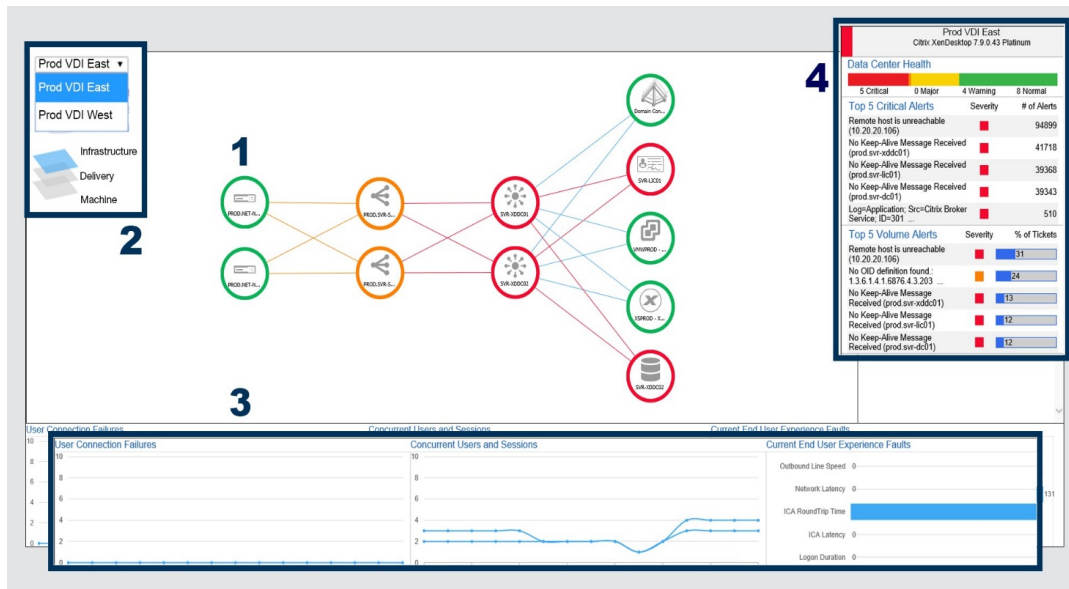 Prod VDI East ▾
Prod VDI East
Prod VDI West
Infrastructure
Delivery
Machine
2
1
PROD.NET-N...
PROD.NET-N...
PROD.SVR-S...
PROD.SVR-S...
SVR-XDDC01
SVR-XDDC02
Domain Con...
SVR-LIC01
VMWPROD - ...
XSPROD - X...
SVR-XDDC02
4
Prod VDI East
Citrix XenDesktop 7.9.0.43 Platinum
Data Center Health
5 Critical 0 Major 4 Warning 8 Normal
Top 5 Critical Alerts Severity # of Alerts
Remote host is unreachable
(10.20.20.106) 94899
No Keep-Alive Message Received
(prod.svr-xddc01) 41718
No Keep-Alive Message Received
(prod.svr-lic01) 39368
No Keep-Alive Message Received
(prod.svr-dc01) 39343
Log=Application; Src=Citrix Broker
Service; ID=301 ... 510
Top 5 Volume Alerts Severity % of Tickets
Remote host is unreachable
(10.20.20.106) 31
No OID definition found.:
1.3.6.1.4.1.6876.4.3.203 ... 24
No Keep-Alive Message
Received (prod.svr-xddc01) 13
No Keep-Alive Message
Received (prod.svr-lic01) 12
No Keep-Alive Message
Received (prod.svr-dc01) 12
3
User Connection Failures Concurrent Users and Sessions Current End User Experience Faults
10
8
6
4
2
0
131
User Connection Failures
10
8
6
4
2
0
Concurrent Users and Sessions
10
8
6
4
2
0
Current End User Experience Faults
Outbound Line Speed 0
Network Latency 0
ICA RoundTrip Time
ICA Latency 0
Logon Duration 0